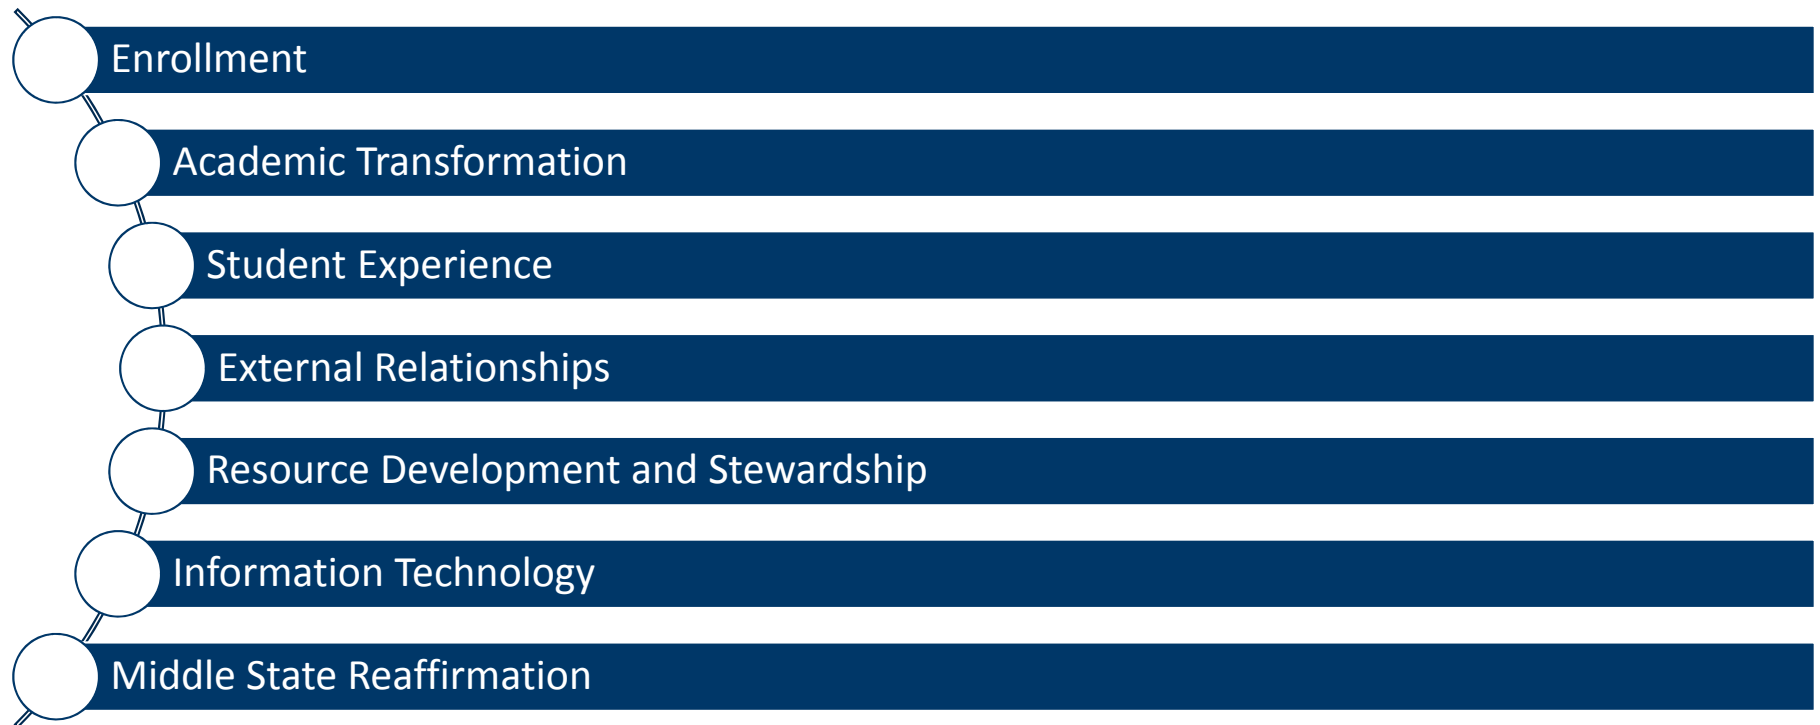 Enrollment
Academic Transformation
Student Experience
External Relationships
Resource Development and Stewardship
Information Technology
Middle State Reaffirmation